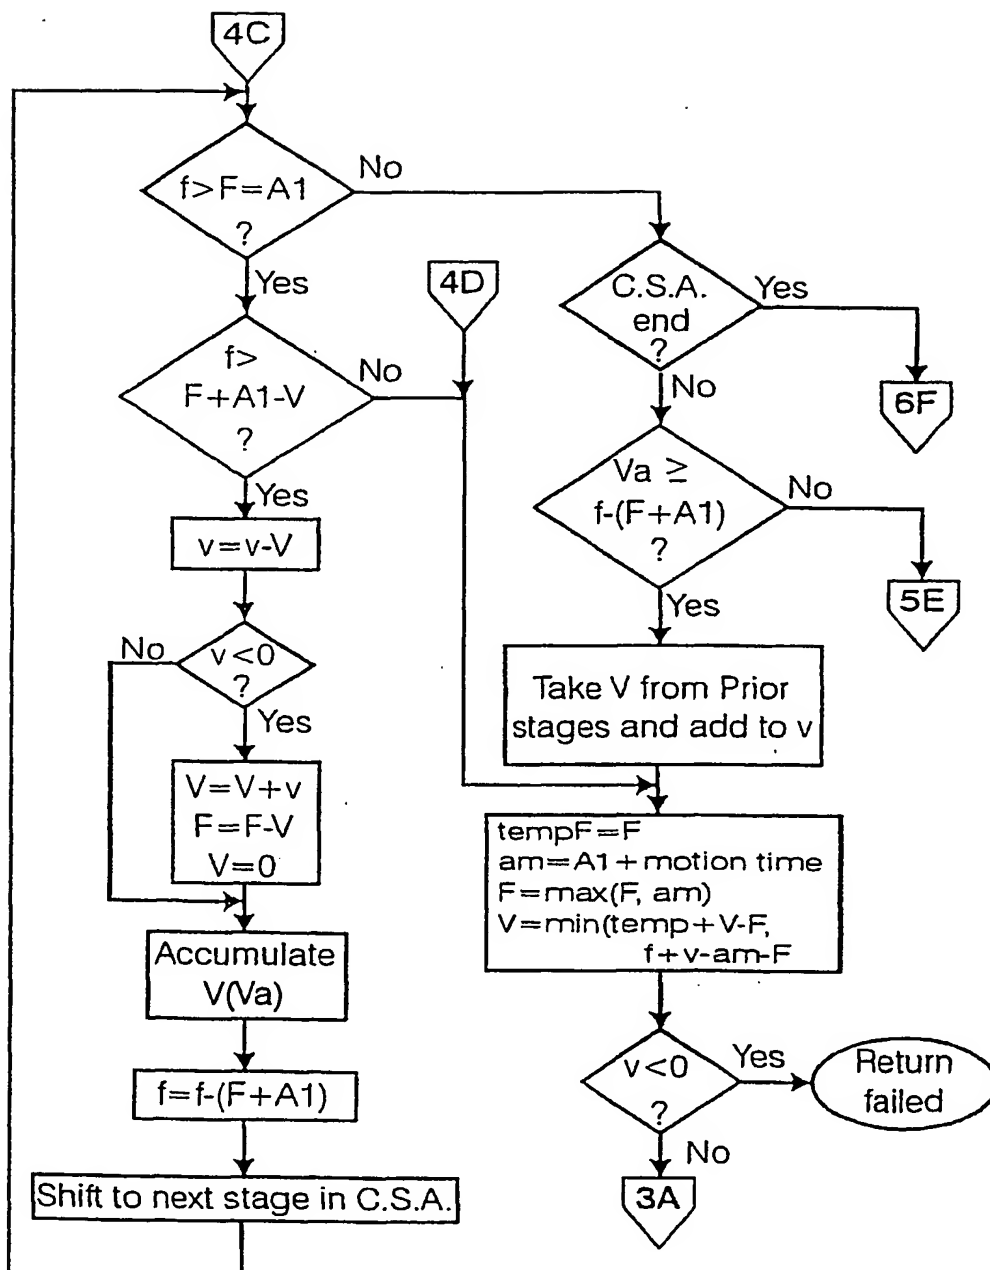 4C
f>F=A1
?
No
Yes
4D
C.S.A.
end
?
Yes
No
6F
f>
F+A1-V
?
No
Yes
Va ≥
f-(F+A1)
?
No
Yes
5E
v=v-V
v<0
?
No
Yes
Take V from Prior
stages and add to v
V=V+v
F=F-V
V=0
tempF=F
am=A1+motion time
F=max(F, am)
V=min(temp+V-F,
f+v-am-F
Accumulate
V(Va)
v<0
?
Yes
Return
failed
No
f=f-(F+A1)
Shift to next stage in C.S.A.
3A